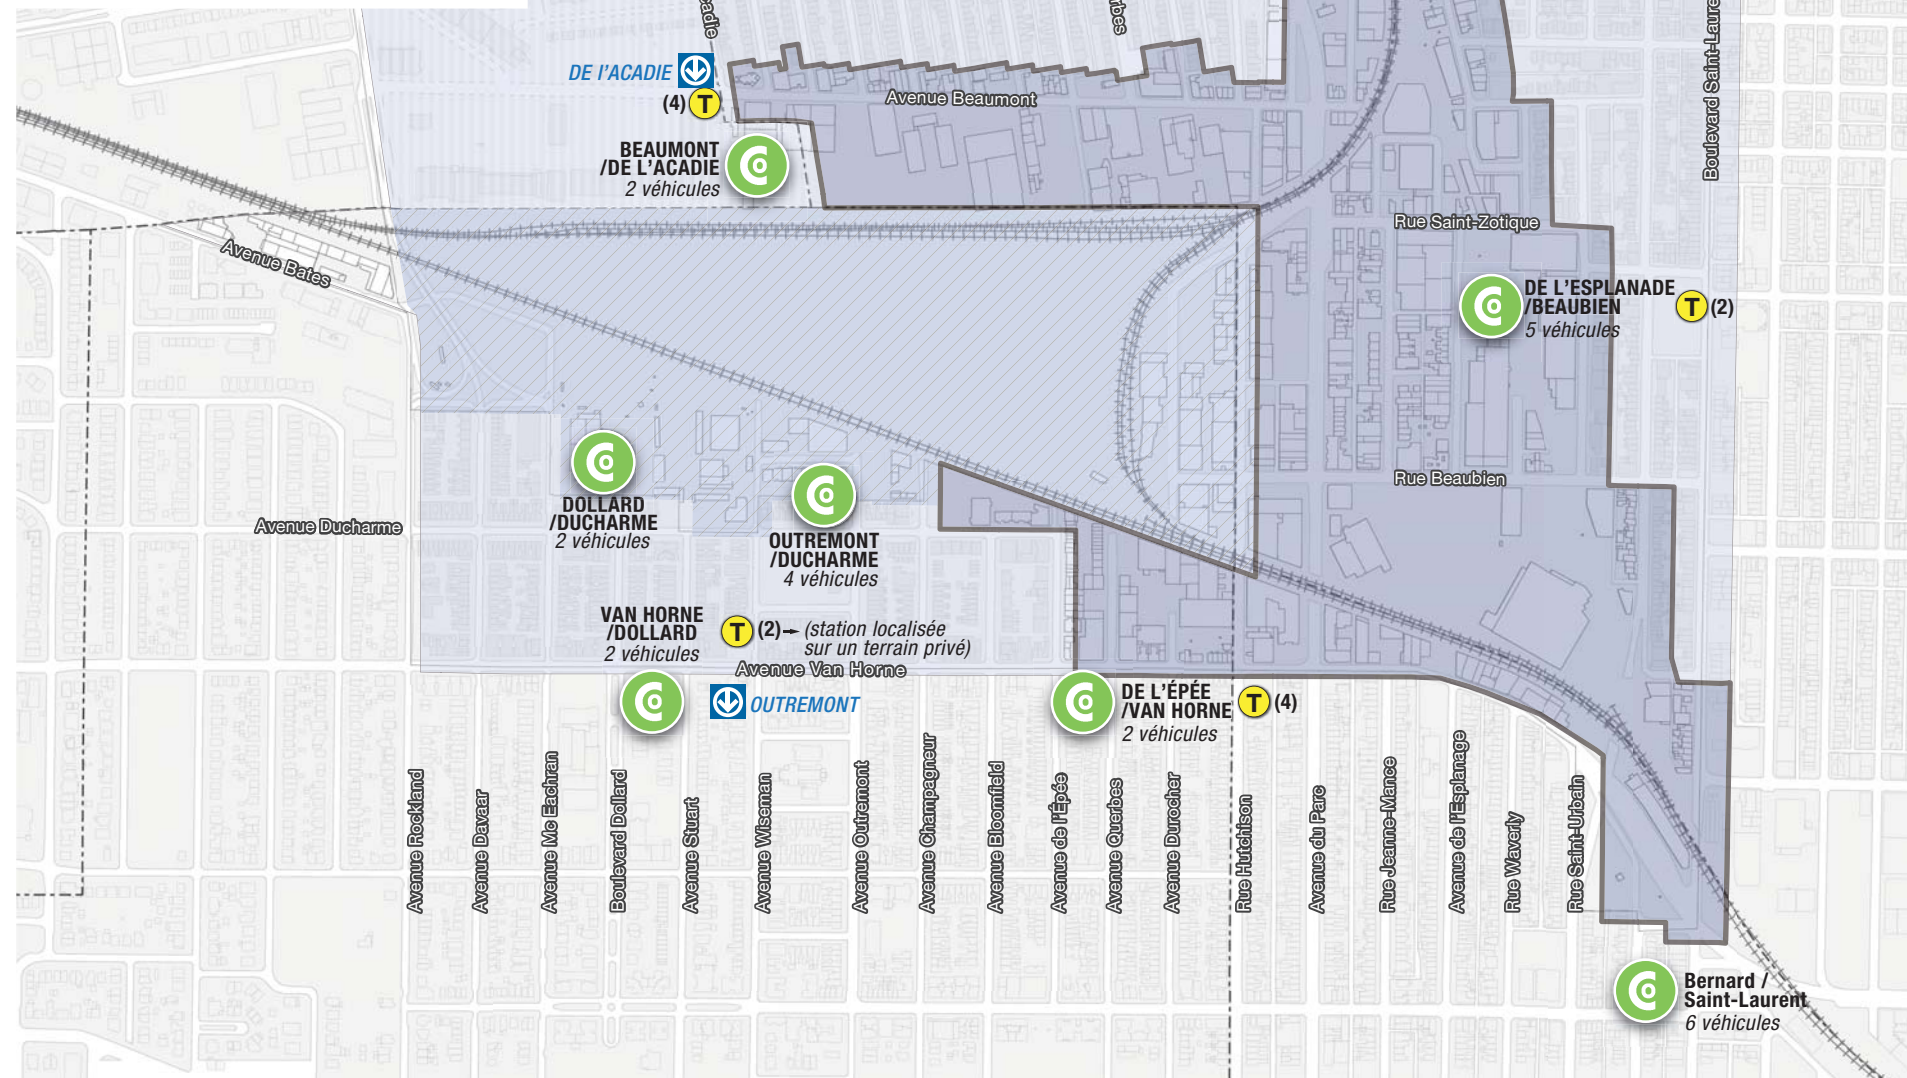 cadie
rbes
Boulevard Saint-Laure
DE l'ACADIE
(4) T
Avenue Beaumont
BEAUMONT
/DE L'ACADIE
2 véhicules
Avenue Bates
Rue Saint-Zotique
DE L'ESPLANADE
/BEAUBIEN
5 véhicules
T (2)
Rue Beaubien
Avenue Ducharme
DOLLARD
/DUCHARME
2 véhicules
OUTREMONT
/DUCHARME
4 véhicules
VAN HORNE
/DOLLARD
2 véhicules
T (2) (station localisée
sur un terrain privé)
Avenue Van Horne
OUTREMONT
DE L'ÉPÉE
/VAN HORNE
2 véhicules
T (4)
Avenue Rockland
Avenue Davaar
Avenue Mc Eachran
Boulevard Dollard
Avenue Stuart
Avenue Wiseman
Avenue Outremont
Avenue Champagneur
Avenue Bloomfield
Avenue de l'Épée
Avenue Querbes
Avenue Durocher
Rue Hutchison
Avenue du Parc
Rue Jeanne-Mance
Avenue de l'Esplanage
Rue Waverly
Rue Saint-Urbain
Bernard /
Saint-Laurent
6 véhicules